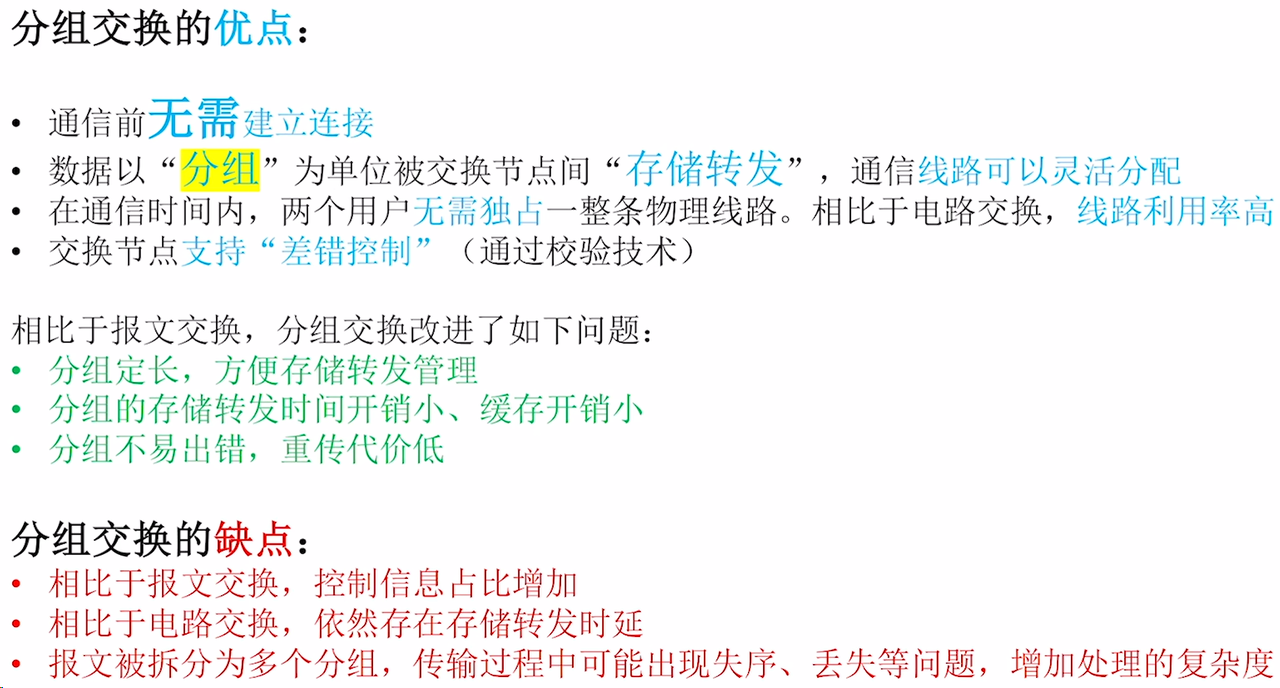 分组交换的优点：
• 通信前无需建立连接
• 数据以“分组”为单位被交换节点间“存储转发”，通信线路可以灵活分配
• 在通信时间内，两个用户无需独占一整条物理线路。相比于电路交换，线路利用率高
• 交换节点支持“差错控制”（通过校验技术）
相比于报文交换，分组交换改进了如下问题：
• 分组定长，方便存储转发管理
• 分组的存储转发时间开销小、缓存开销小
• 分组不易出错，重传代价低
分组交换的缺点：
• 相比于报文交换，控制信息占比增加
• 相比于电路交换，依然存在存储转发时延
• 报文被拆分为多个分组，传输过程中可能出现失序、丢失等问题，增加处理的复杂度